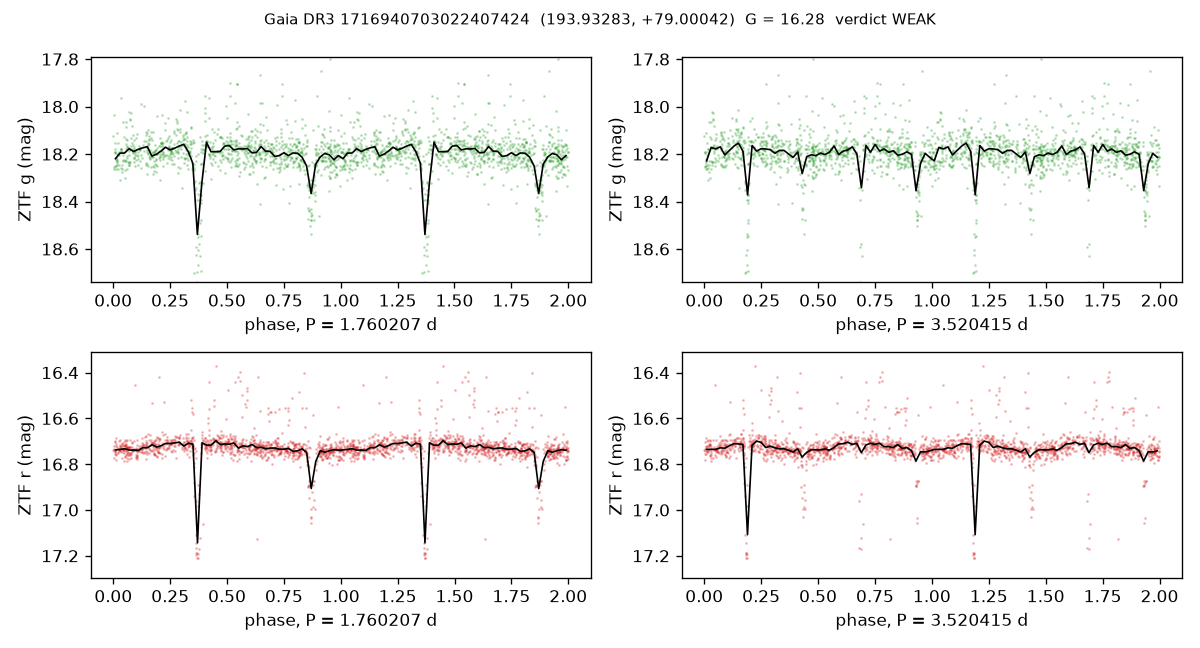 Gaia DR3 1716940703022407424 (193.93283, +79.00042) G = 16.28 verdict WEAK
17.8
18.0
18.2
18.4
18.6
ZTF g (mag)
0.00 0.25 0.50 0.75 1.00 1.25 1.50 1.75 2.00
phase, P = 1.760207 d
17.8
18.0
18.2
18.4
18.6
ZTF g (mag)
0.00 0.25 0.50 0.75 1.00 1.25 1.50 1.75 2.00
phase, P = 3.520415 d
16.4
16.6
16.8
17.0
17.2
ZTF r (mag)
0.00 0.25 0.50 0.75 1.00 1.25 1.50 1.75 2.00
phase, P = 1.760207 d
16.4
16.6
16.8
17.0
17.2
ZTF r (mag)
0.00 0.25 0.50 0.75 1.00 1.25 1.50 1.75 2.00
phase, P = 3.520415 d